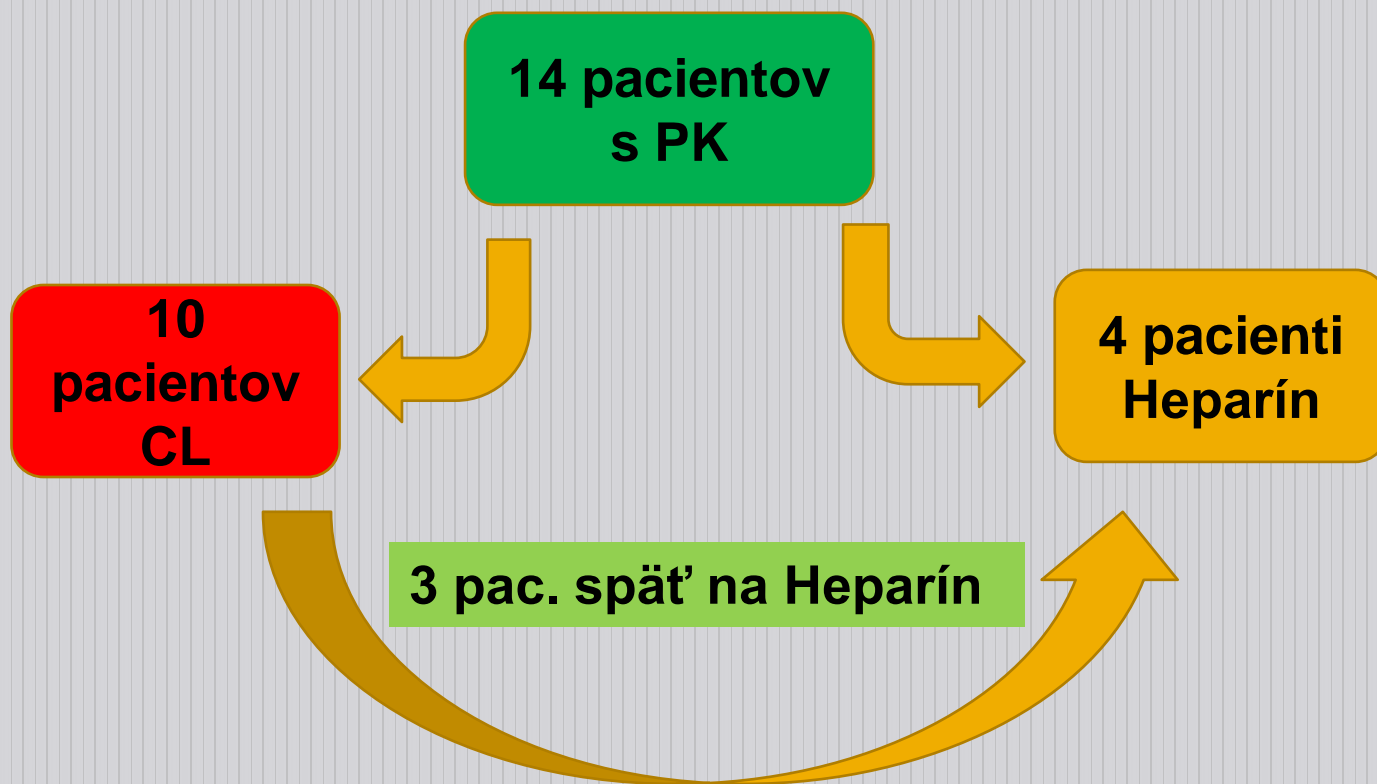 14 pacientov
s PK
10
pacientov
CL
4 pacienti
Heparín
3 pac. späť na Heparín